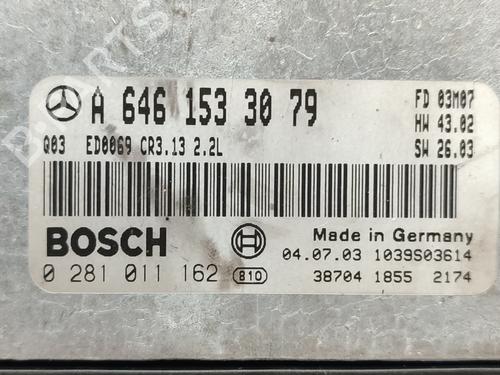 A 646 153 30 79
FD 03M07
HW 43.02
Q03 ED0069 CR3.13 2.2L
SW 26.03
BOSCH
Made in Germany
04.07.03 1039S03614
0 281 011 162 810
38704 1855 2174